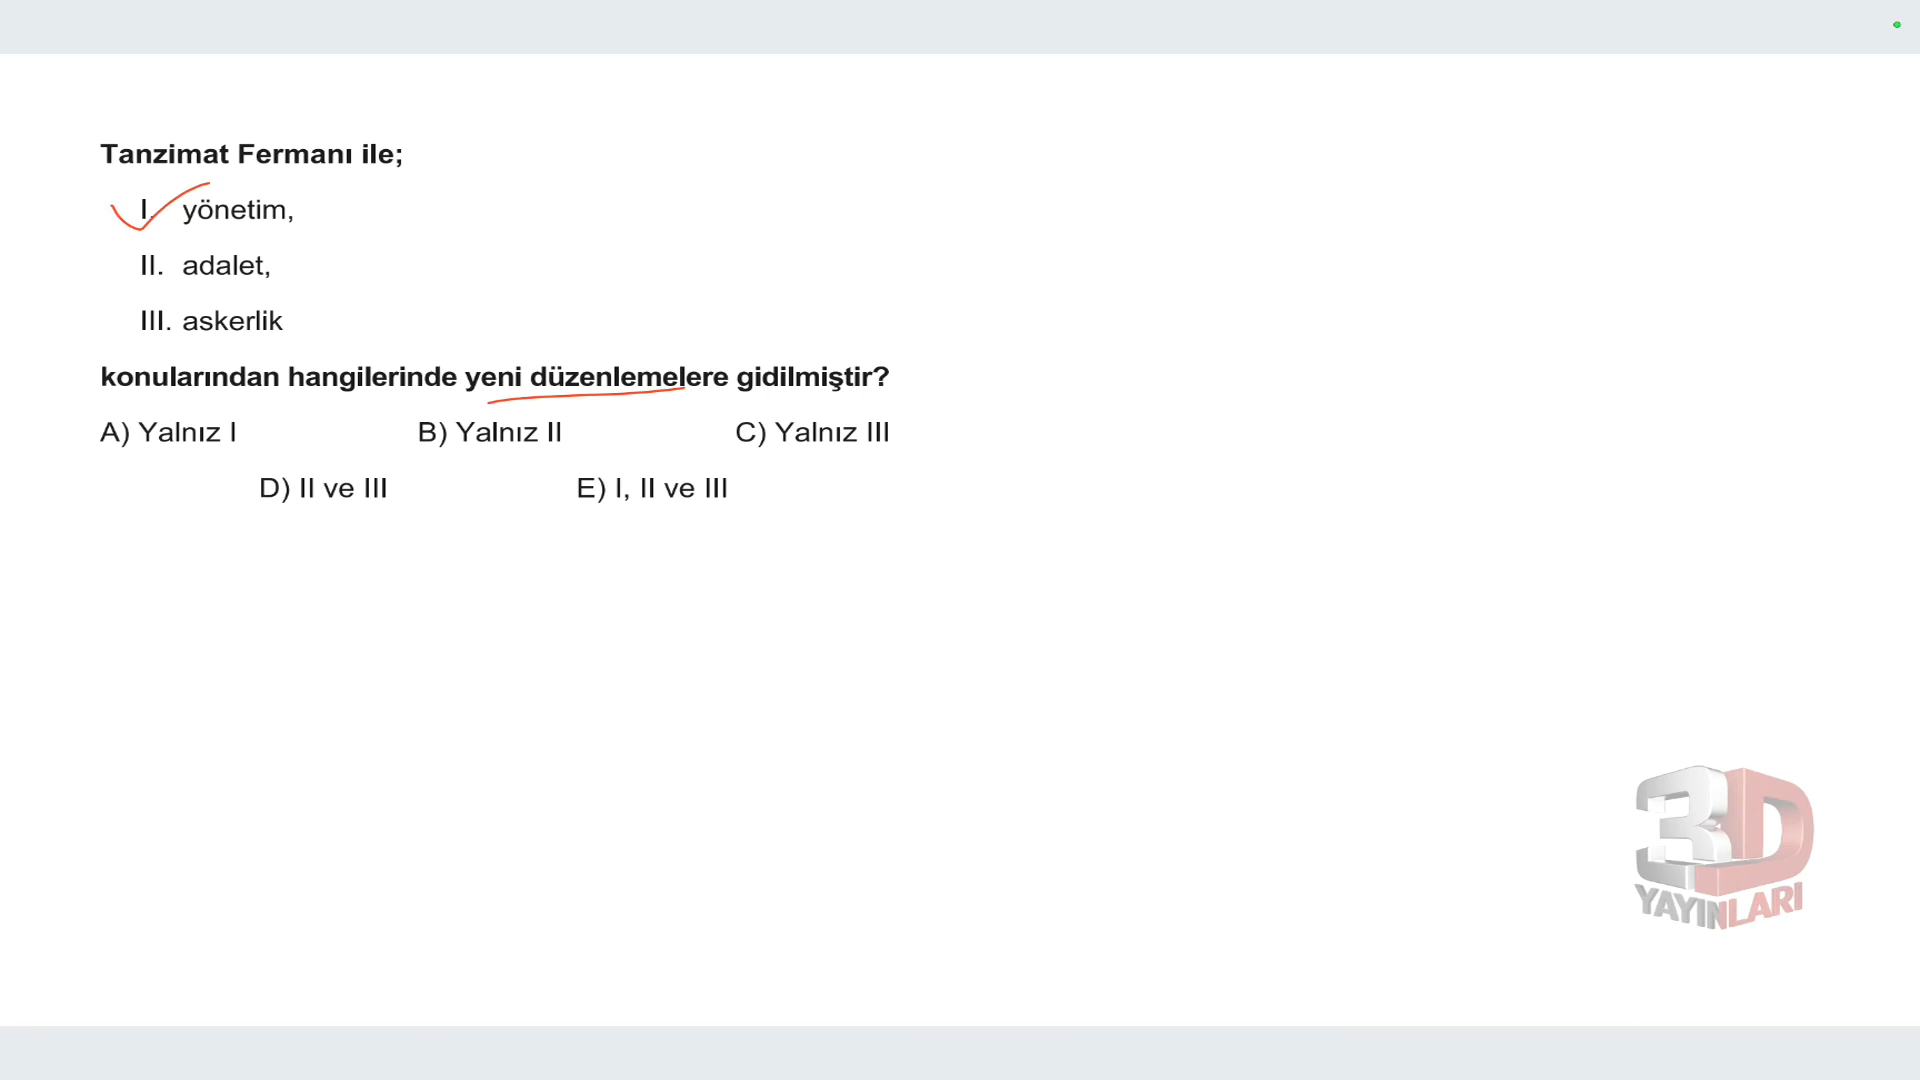 Tanzimat Fermanı ile;
I. yönetim,
II. adalet,
III. askerlik
konularından hangilerinde yeni düzenlemelere gidilmiştir?
A) Yalnız I B) Yalnız II C) Yalnız III
D) II ve III E) I, II ve III
3D
YAYINLARI